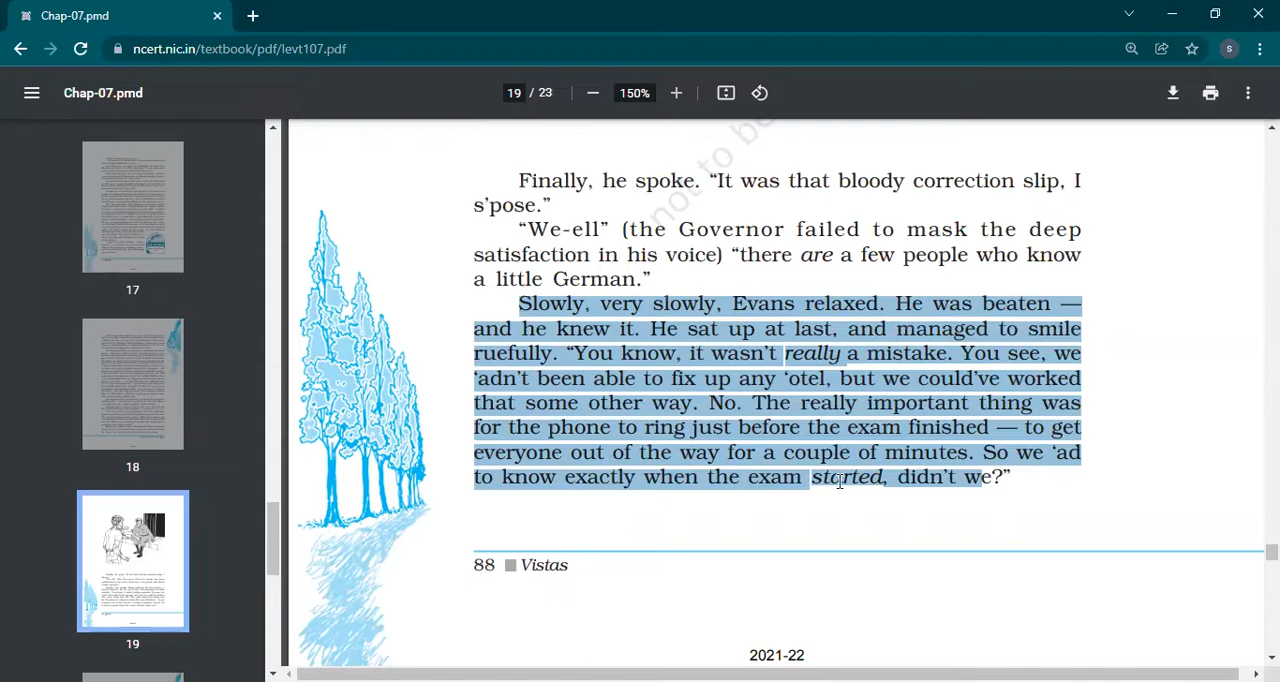 Chap-07.pmd
ncert.nic.in/textbook/pdf/levt107.pdf
S
Chap-07.pmd
19 / 23
150%
17
18
19
not to be
Finally, he spoke. “It was that bloody correction slip, I
s’pose.”
“We-ell” (the Governor failed to mask the deep
satisfaction in his voice) “there are a few people who know
a little German.”
Slowly, very slowly, Evans relaxed. He was beaten —
and he knew it. He sat up at last, and managed to smile
ruefully. “You know, it wasn’t really a mistake. You see, we
‘adn’t been able to fix up any ‘otel, but we could’ve worked
that some other way. No. The really important thing was
for the phone to ring just before the exam finished — to get
everyone out of the way for a couple of minutes. So we ‘ad
to know exactly when the exam started, didn’t we?”
88 Vistas
2021-22